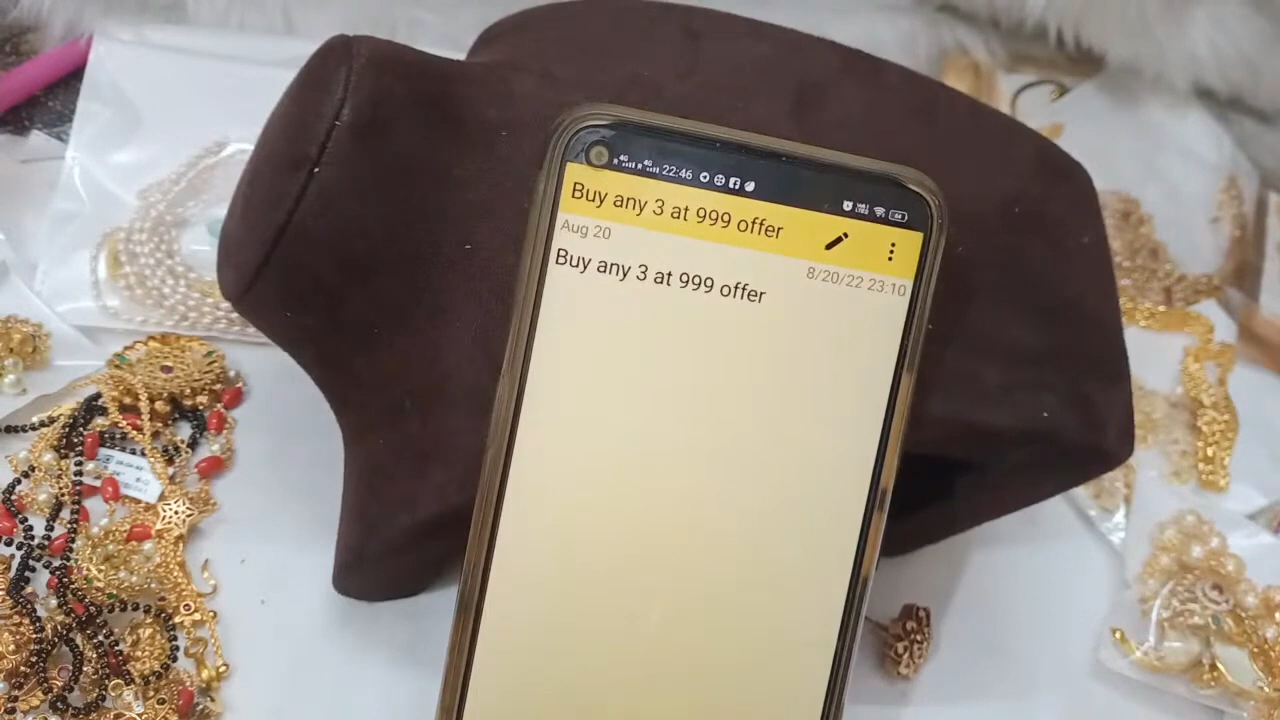 22:46
Buy any 3 at 999 offer
Aug 20
8/20/22 23:10
Buy any 3 at 999 offer